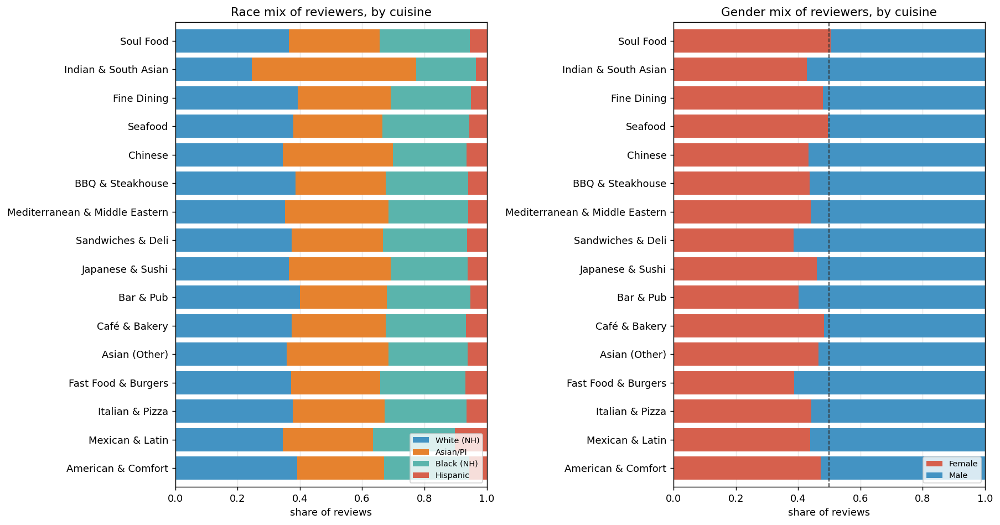 Race mix of reviewers, by cuisine
Soul Food
Indian & South Asian
Fine Dining
Seafood
Chinese
BBQ & Steakhouse
Mediterranean & Middle Eastern
Sandwiches & Deli
Japanese & Sushi
Bar & Pub
Café & Bakery
Asian (Other)
Fast Food & Burgers
Italian & Pizza
Mexican & Latin
American & Comfort
White (NH)
Asian/PI
Black (NH)
Hispanic
0.0 0.2 0.4 0.6 0.8 1.0
share of reviews
Gender mix of reviewers, by cuisine
Soul Food
Indian & South Asian
Fine Dining
Seafood
Chinese
BBQ & Steakhouse
Mediterranean & Middle Eastern
Sandwiches & Deli
Japanese & Sushi
Bar & Pub
Café & Bakery
Asian (Other)
Fast Food & Burgers
Italian & Pizza
Mexican & Latin
American & Comfort
Female
Male
0.0 0.2 0.4 0.6 0.8 1.0
share of reviews